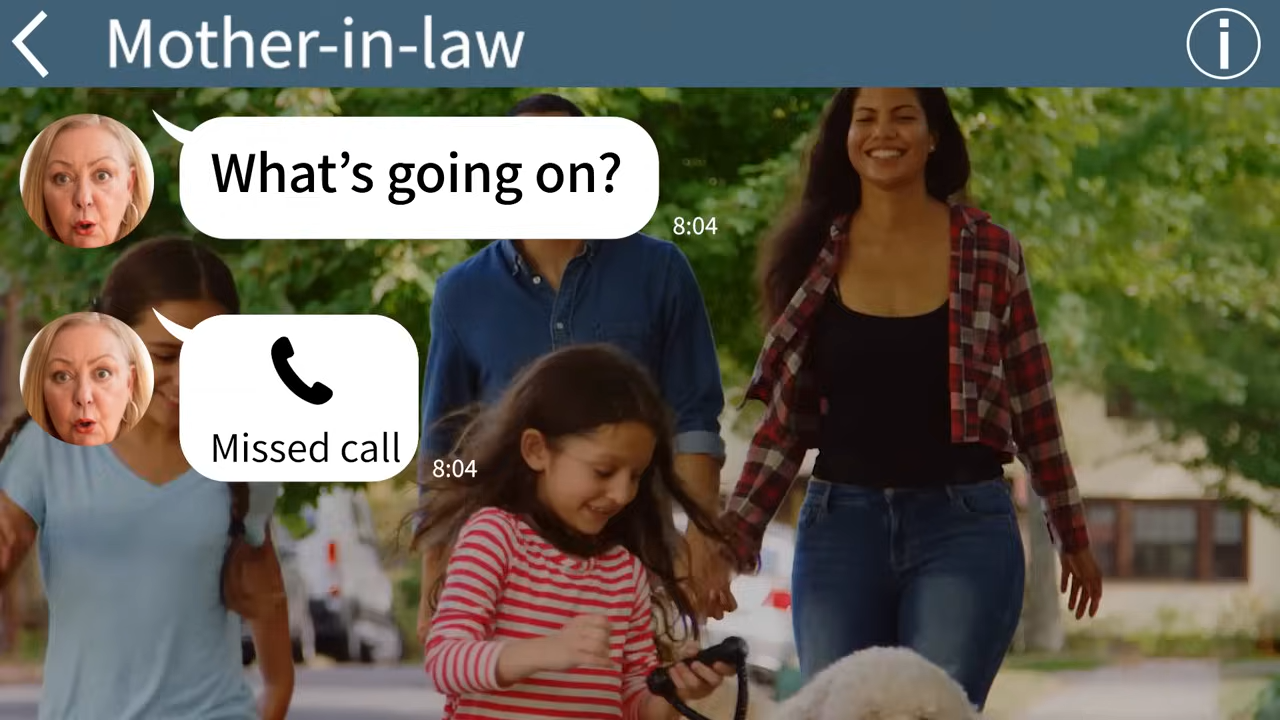 Mother-in-law
What’s going on?
8:04
Missed call
8:04